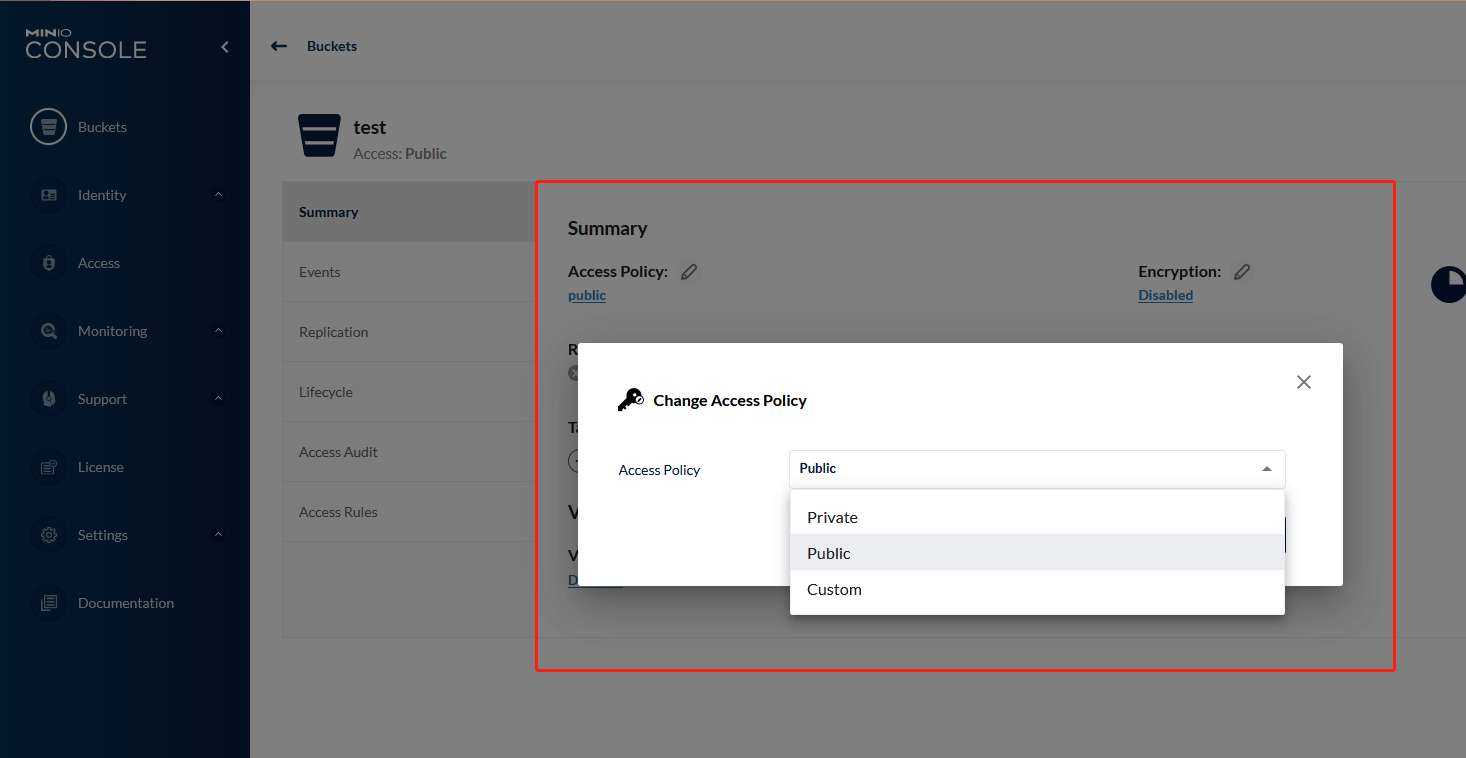 MINIO
CONSOLE
Buckets
Buckets
Identity
Access
Monitoring
Support
License
Settings
Documentation
test
Access: Public
Summary
Events
Replication
Lifecycle
Access Audit
Access Rules
Summary
Access Policy:
public
Encryption:
Disabled
Change Access Policy
Access Policy
Public
Private
Public
Custom